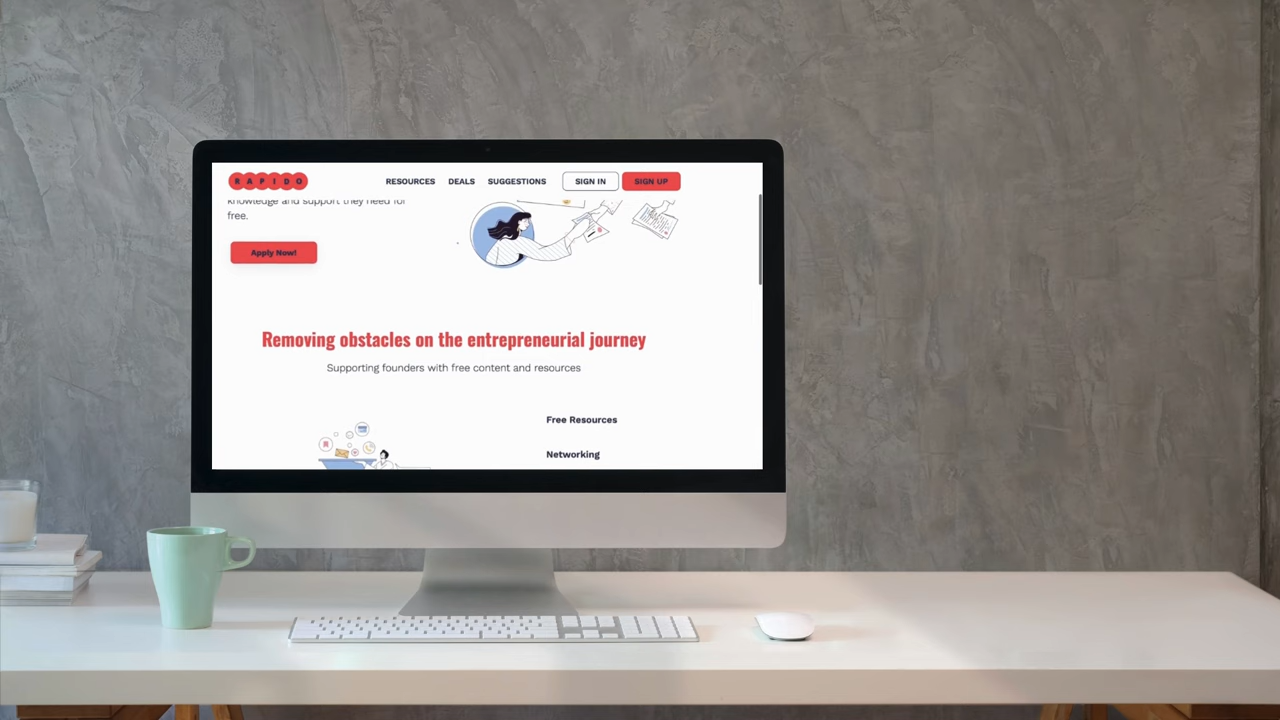 RAPIDO
RESOURCES DEALS SUGGESTIONS SIGN IN SIGN UP
knowledge and support they need for
free.
Apply Now!
Removing obstacles on the entrepreneurial journey
Supporting founders with free content and resources
Free Resources
Networking